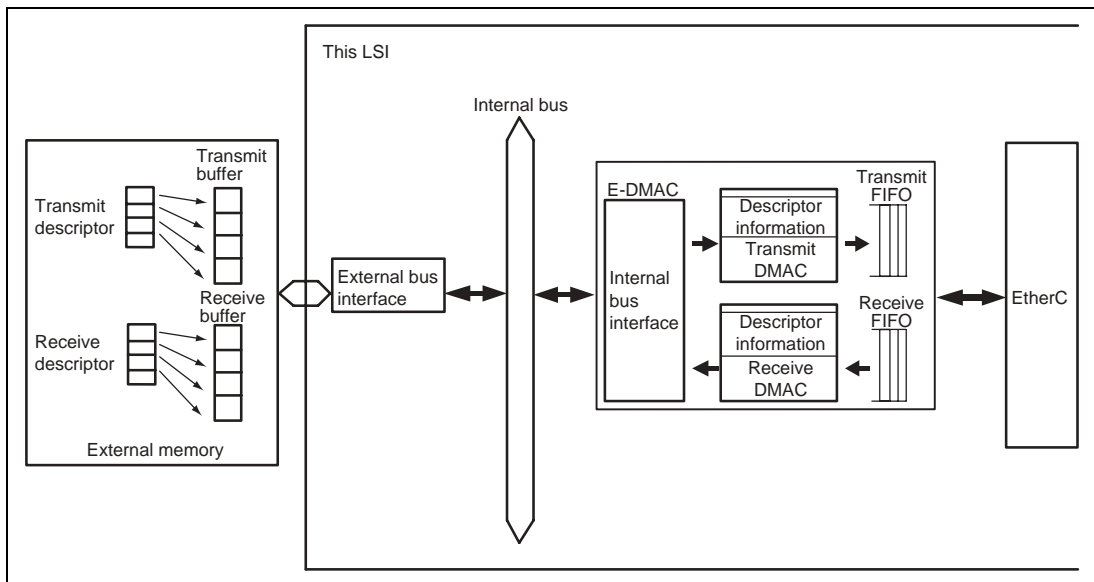 This LSI
Internal bus
Transmit
buffer
Transmit
descriptor
Receive
buffer
Receive
descriptor
External memory
External bus
interface
E-DMAC
Internal
bus
interface
Descriptor
information
Transmit
DMAC
Transmit
FIFO
Descriptor
information
Receive
DMAC
Receive
FIFO
EtherC